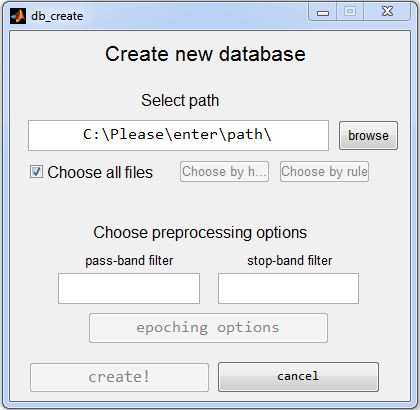 db_create
Create new database
Select path
C:\Please\enter\path\
browse
Choose all files
Choose by h...
Choose by rule
Choose preprocessing options
pass-band filter
stop-band filter
epoching options
create!
cancel